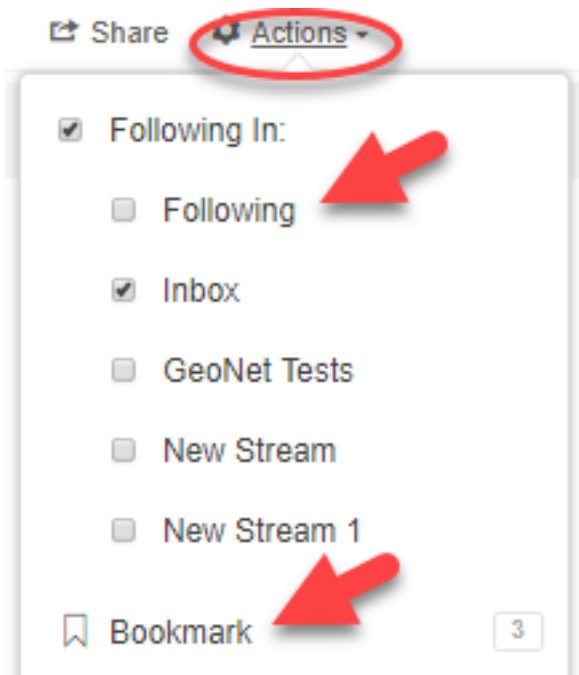 Share Actions
Following In:
Following
Inbox
GeoNet Tests
New Stream
New Stream 1
Bookmark 3